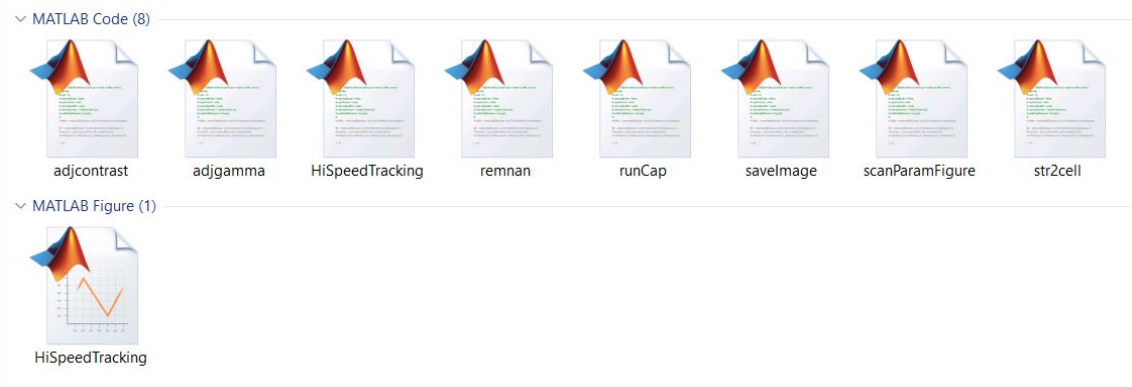 MATLAB Code (8)
adjcontrast adjgamma HiSpeedTracking remnan runCap saveImage scanParamFigure str2cell
MATLAB Figure (1)
HiSpeedTracking